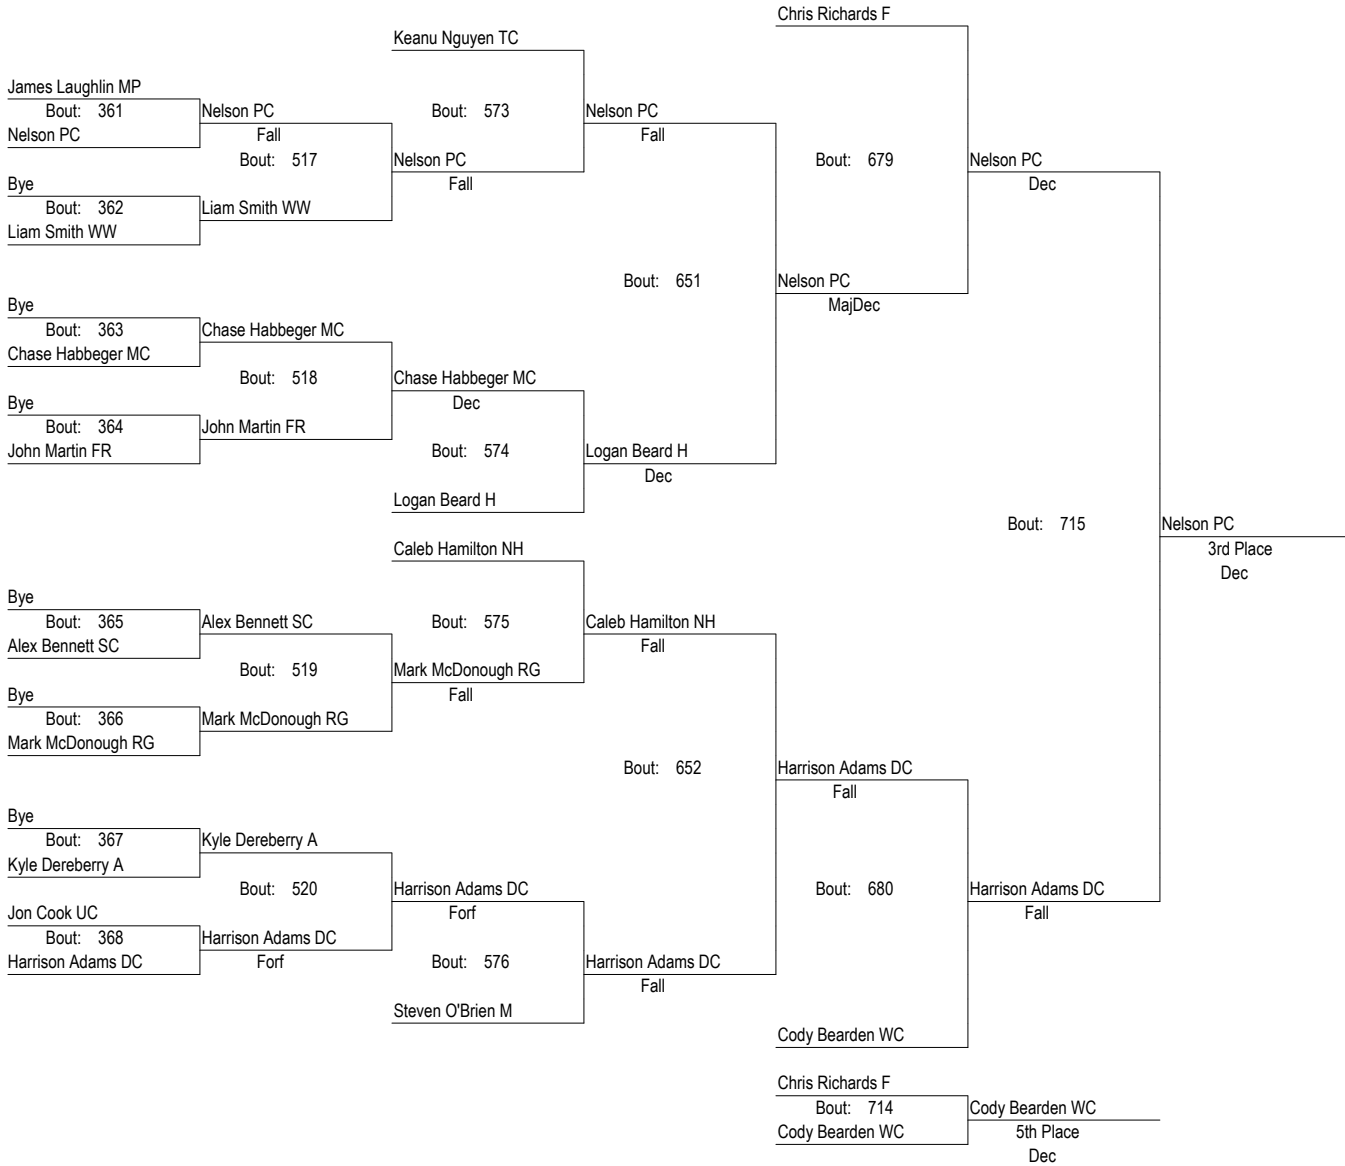 Chris Richards F
Keanu Nguyen TC
James Laughlin MP
Bout: 361
Nelson PC
Nelson PC
Fall
Bout: 573
Nelson PC
Fall
Bout: 517
Nelson PC
Fall
Bout: 679
Nelson PC
Dec
Bye
Bout: 362
Liam Smith WW
Liam Smith WW
Bout: 651
Nelson PC
MajDec
Bye
Bout: 363
Chase Habbeger MC
Chase Habbeger MC
Bout: 518
Chase Habbeger MC
Dec
Bye
Bout: 364
John Martin FR
John Martin FR
Bout: 574
Logan Beard H
Dec
Logan Beard H
Bout: 715
Nelson PC
3rd Place
Dec
Caleb Hamilton NH
Bye
Bout: 365
Alex Bennett SC
Alex Bennett SC
Bout: 575
Caleb Hamilton NH
Fall
Bout: 519
Mark McDonough RG
Fall
Bye
Bout: 366
Mark McDonough RG
Mark McDonough RG
Bout: 652
Harrison Adams DC
Fall
Bye
Bout: 367
Kyle Dereberry A
Kyle Dereberry A
Bout: 520
Harrison Adams DC
Forf
Bout: 680
Harrison Adams DC
Fall
Jon Cook UC
Bout: 368
Harrison Adams DC
Harrison Adams DC
Forf
Bout: 576
Harrison Adams DC
Fall
Steven O'Brien M
Cody Bearden WC
Chris Richards F
Bout: 714
Cody Bearden WC
Cody Bearden WC
5th Place
Dec